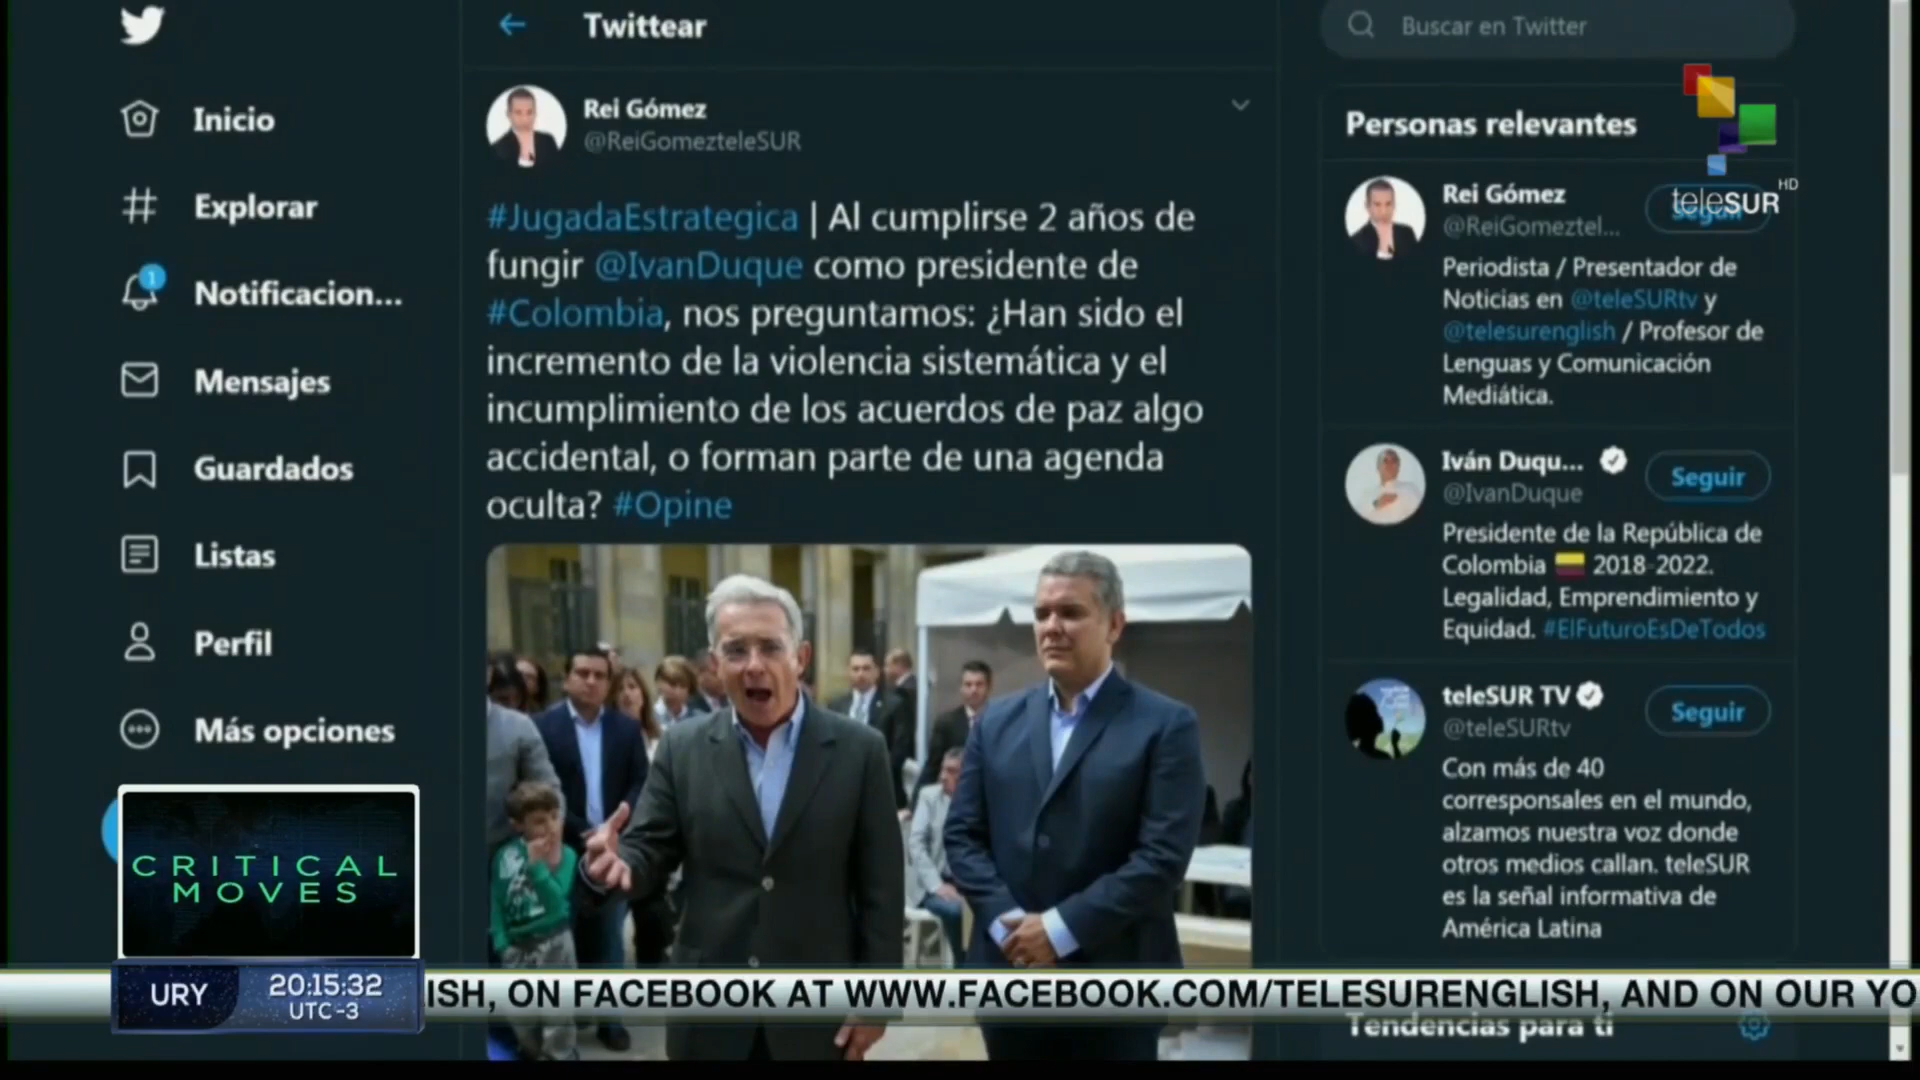 Twittear
Buscar en Twitter
Inicio
Explorar
1
Notificacion...
Mensajes
Guardados
Listas
Perfil
Más opciones
Rei Gómez
@ReiGomezteleSUR
#JugadaEstrategica | Al cumplirse 2 años de
fungir @IvanDuque como presidente de
#Colombia, nos preguntamos: ¿Han sido el
incremento de la violencia sistemática y el
incumplimiento de los acuerdos de paz algo
accidental, o forman parte de una agenda
oculta? #Opine
Personas relevantes
teleSUR HD
Rei Gómez
Seguir
@ReiGomeztel...
Periodista / Presentador de
Noticias en @teleSURtv y
@telesurenglish / Profesor de
Lenguas y Comunicación
Mediática.
Iván Duqu...
Seguir
@IvanDuque
Presidente de la República de
Colombia 2018-2022.
Legalidad, Emprendimiento y
Equidad. #ElFuturoEsDeTodos
teleSUR TV
Seguir
@teleSURtv
Con más de 40
corresponsales en el mundo,
alzamos nuestra voz donde
otros medios callan. teleSUR
es la señal informativa de
América Latina
Tendencias para ti
CRITICAL
MOVES
URY
20:15:32
UTC-3
ISH, ON FACEBOOK AT WWW.FACEBOOK.COM/TELESURENGLISH, AND ON OUR YO